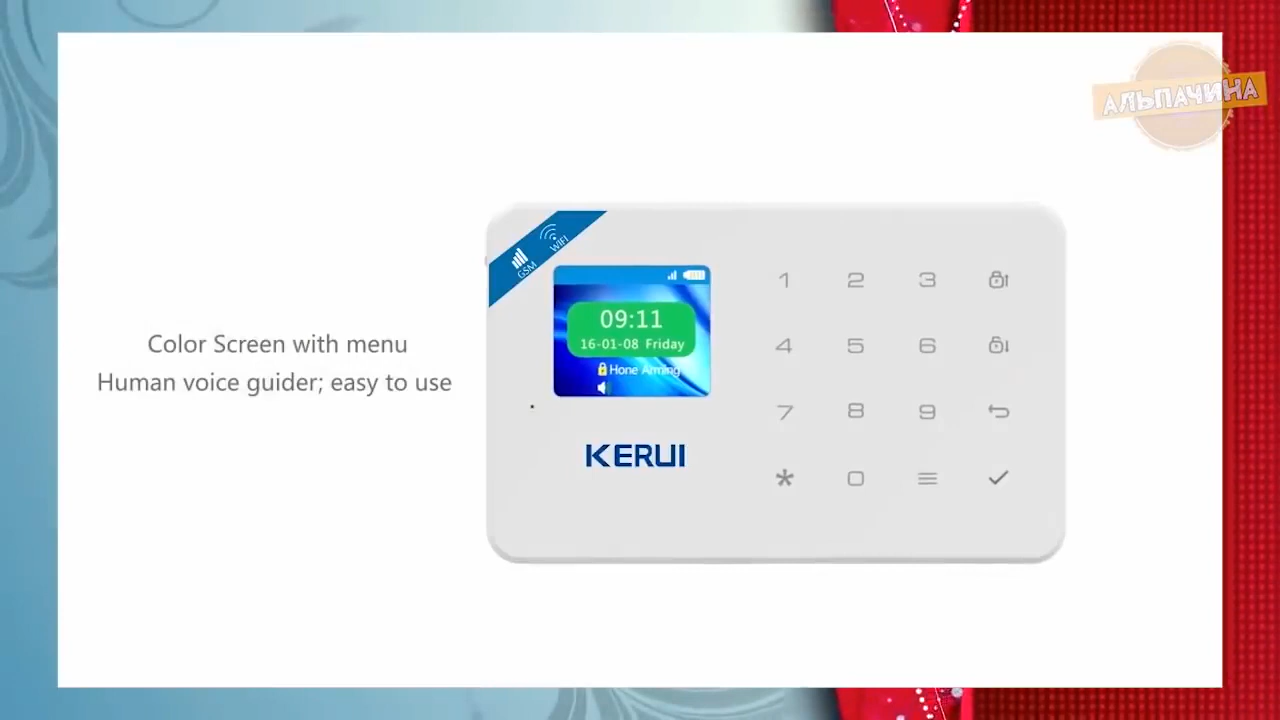 АЛЬПАЧИНА
Color Screen with menu
Human voice guider; easy to use
GSM
WIFI
09:11
16-01-08 Friday
Hone Arming
KERUI
1 2 3
4 5 6
7 8 9
* 0